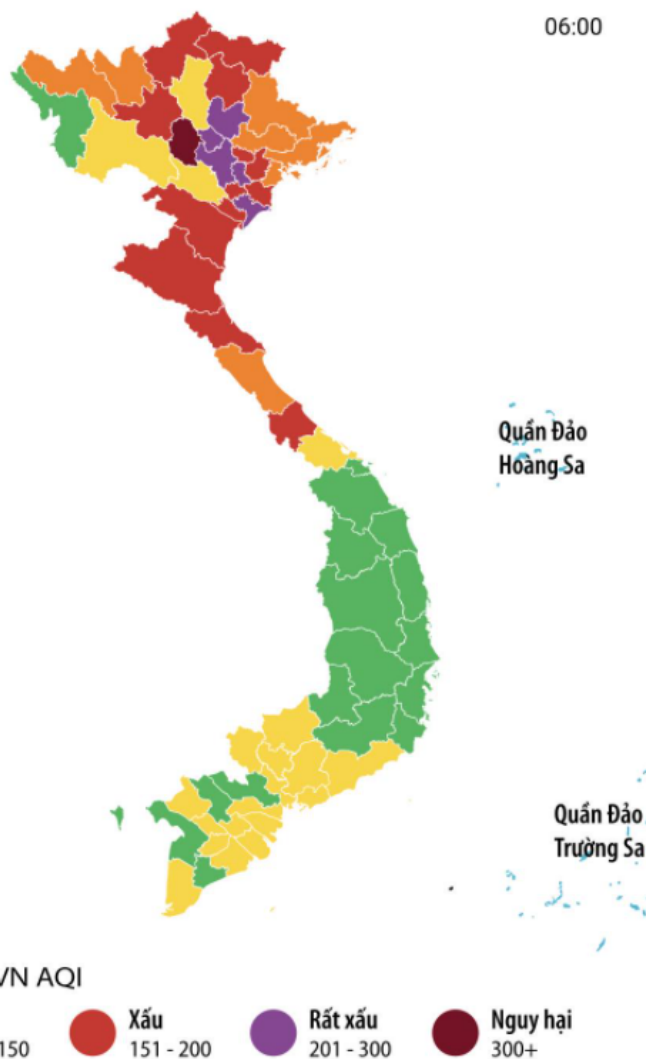 06:00
Quần Đảo
Hoàng Sa
Quần Đảo
Trường Sa
VN AQI
150
Xấu
151 - 200
Rất xấu
201 - 300
Nguy hại
300+